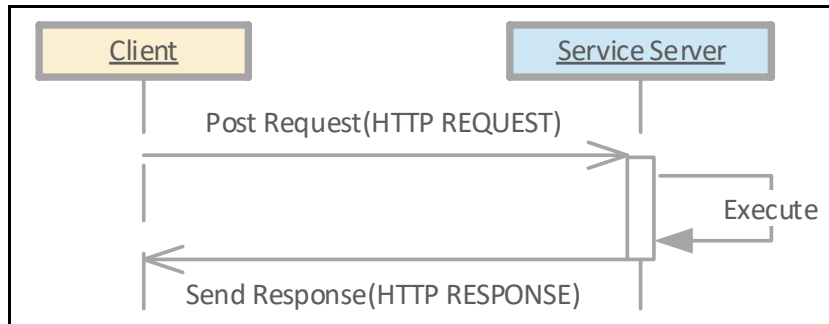 Client
Service Server
Post Request(HTTP REQUEST)
Execute
Send Response(HTTP RESPONSE)